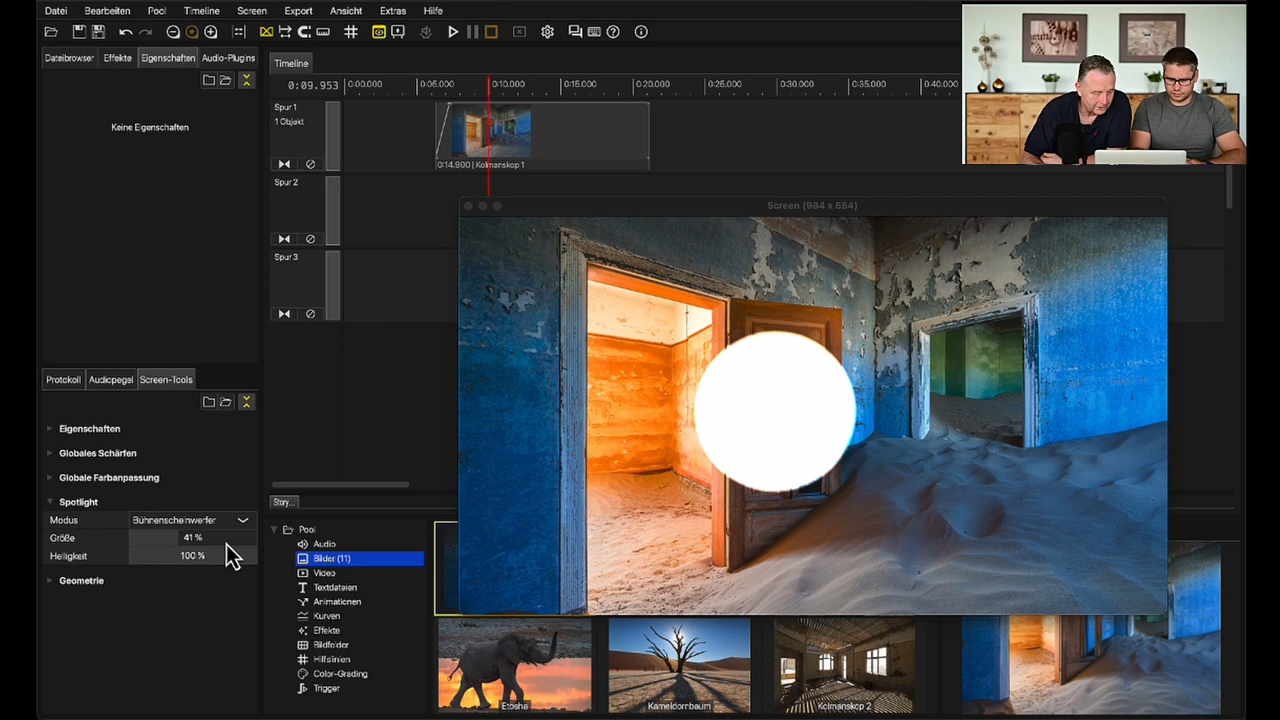 Datei Bearbeiten Pool Timeline Screen Export Ansicht Extras Hilfe
Dateibrowser Effekte Eigenschaften Audio-Plugins
Keine Eigenschaften
Timeline
0:09.953 0:00.000 0:05.000 0:10.000 0:15.000 0:20.000 0:25.000 0:30.000 0:35.000 0:40.000
Spur 1
1 Objekt
0:14.900 | Kolmanskop 1
Spur 2
Spur 3
Screen (984 x 554)
Protokoll Audiopegel Screen-Tools
Eigenschaften
Globales Schärfen
Globale Farbanpassung
Spotlight
Modus Bühnenscheinwerfer
Größe 41 %
Helligkeit 100 %
Geometrie
Story...
Pool
Audio
Bilder (11)
Video
Textdateien
Animationen
Kurven
Effekte
Bildfelder
Hilfslinien
Color-Grading
Trigger
Etosha Kameldornbaum Kolmanskop 2